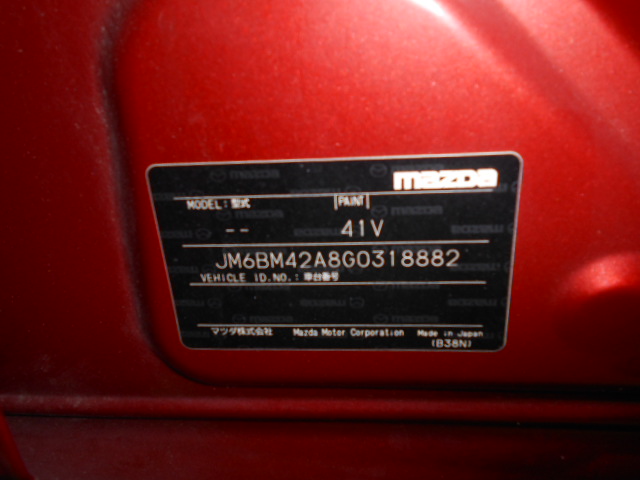 mazda
MODEL：型式 PAINT
-- 41V
JM6BM42A8G0318882
VEHICLE ID.NO.：車台番号
マツダ株式会社 Mazda Motor Corporation Made in Japan
(B38N)